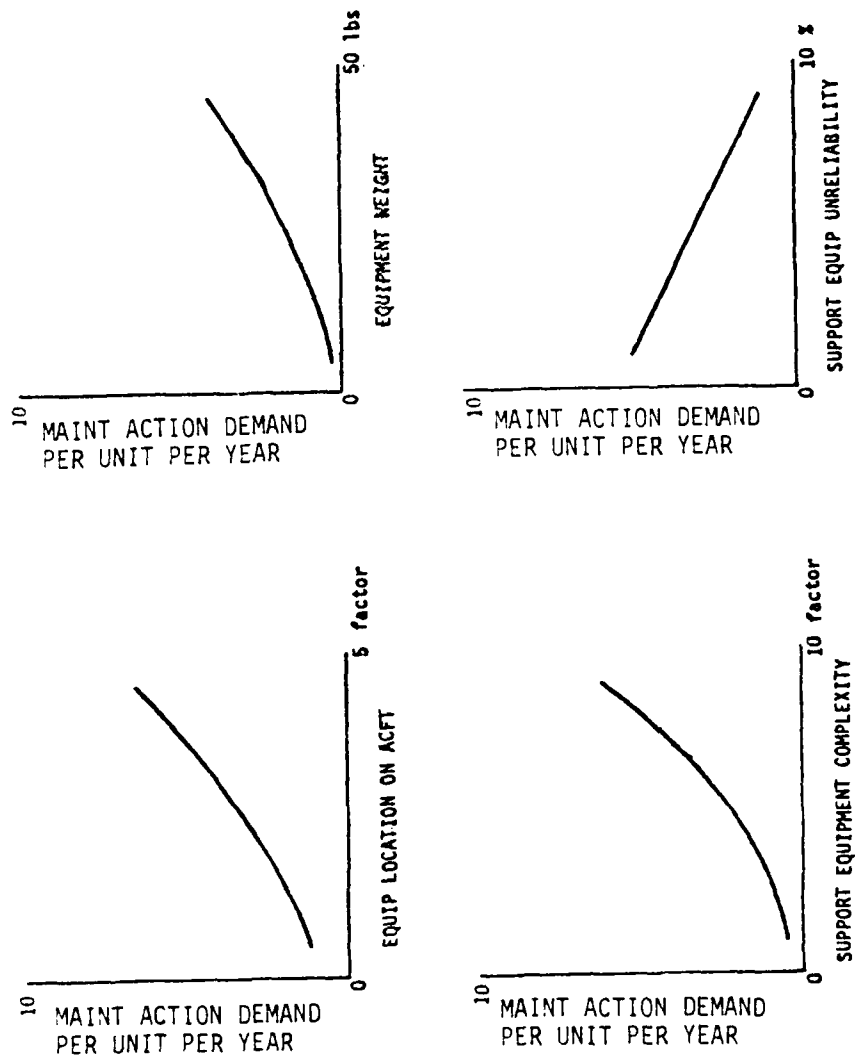 10
MAINT ACTION DEMAND
PER UNIT PER YEAR
0
5 factor
EQUIP LOCATION ON ACFT
10
MAINT ACTION DEMAND
PER UNIT PER YEAR
0
50 lbs
EQUIPMENT WEIGHT
10
MAINT ACTION DEMAND
PER UNIT PER YEAR
0
10 factor
SUPPORT EQUIPMENT COMPLEXITY
10
MAINT ACTION DEMAND
PER UNIT PER YEAR
0
10 %
SUPPORT EQUIP UNRELIABILITY